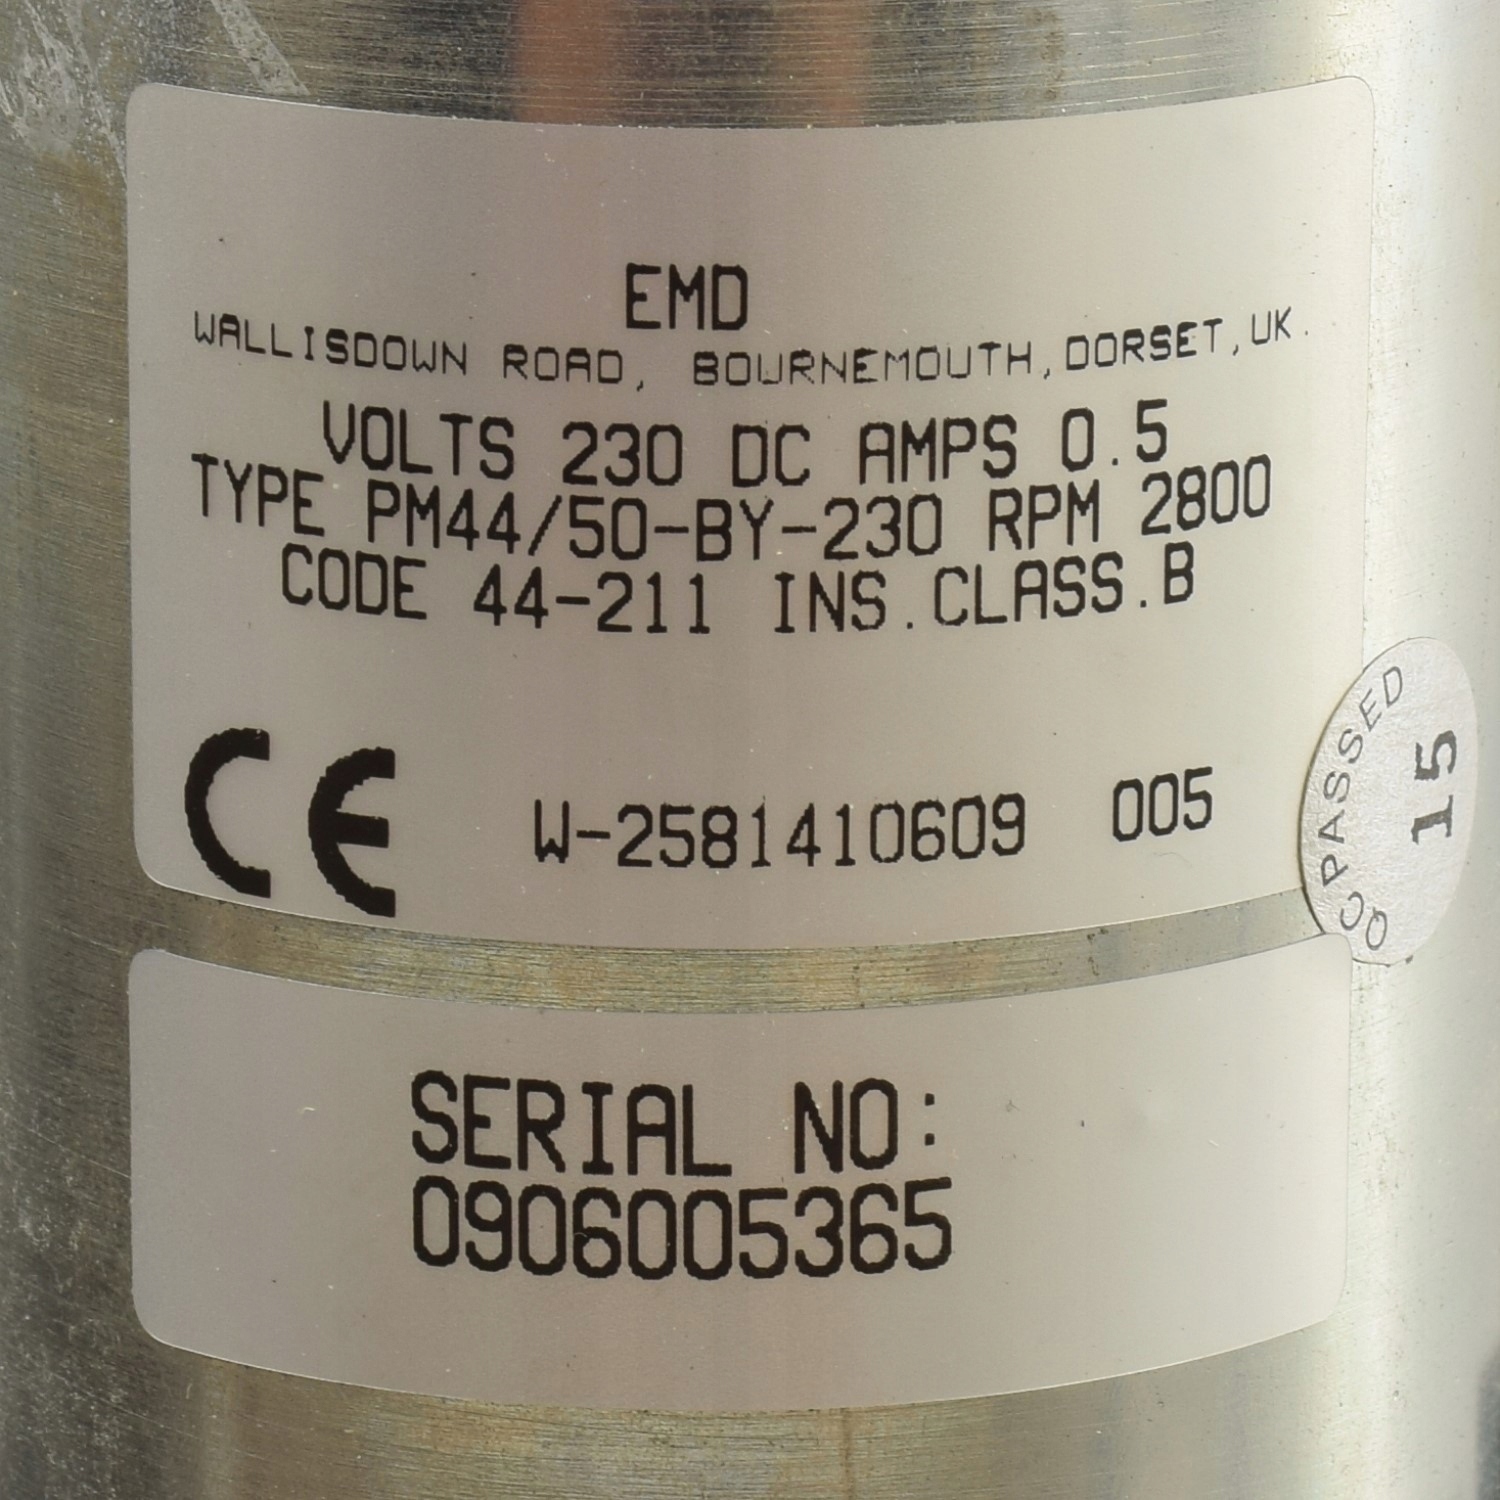 EMD
WALLISDOWN ROAD, BOURNEMOUTH, DORSET, UK.
VOLTS 230 DC AMPS 0.5
TYPE PM44/50-BY-230 RPM 2800
CODE 44-211 INS.CLASS.B
CE W-2581410609 005
QC PASSED
15
SERIAL NO:
0906005365